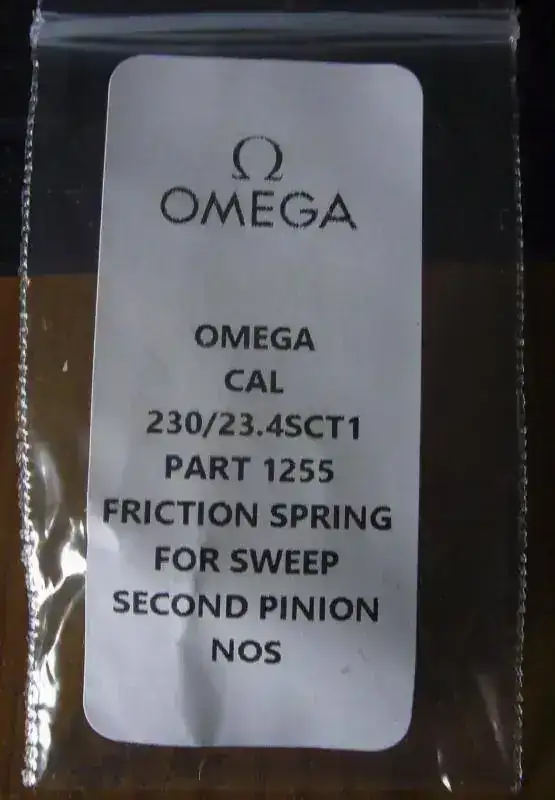 Ω
OMEGA
OMEGA
CAL
230/23.4SCT1
PART 1255
FRICTION SPRING
FOR SWEEP
SECOND PINION
NOS